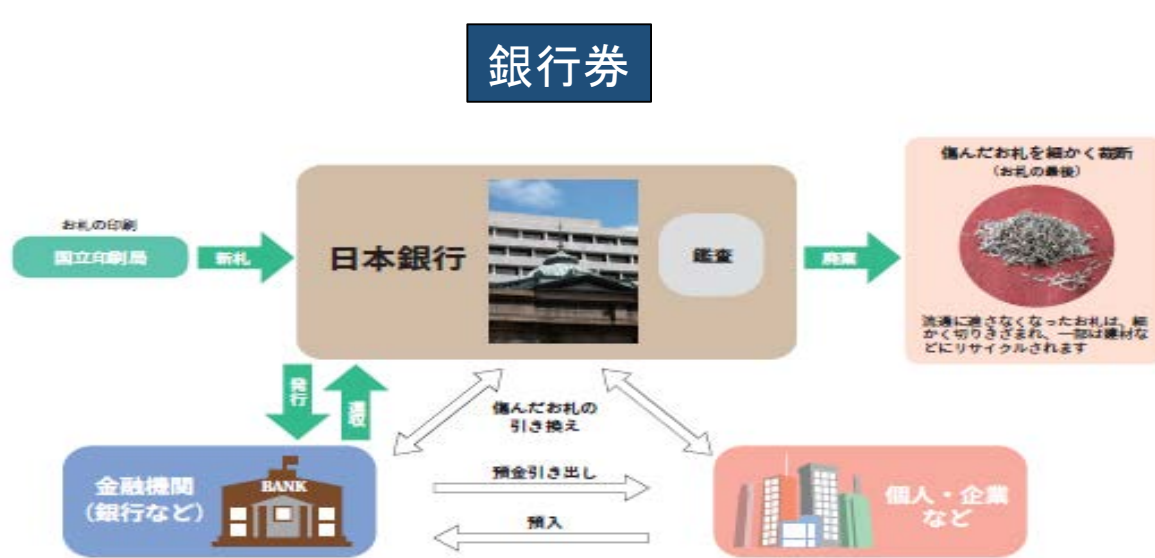 銀行券
傷んだお札を細かく裁断
(お札の最後)
お札の印刷
国立印刷局
新札
日本銀行
鑑査
廃棄
流通に適さなくなったお札は、細
かく切りきざまれ、一部は建材な
どにリサイクルされます
発行
還収
傷んだお札の
引き換え
金融機関
(銀行など)
BANK
預金引き出し
預入
個人・企業
など